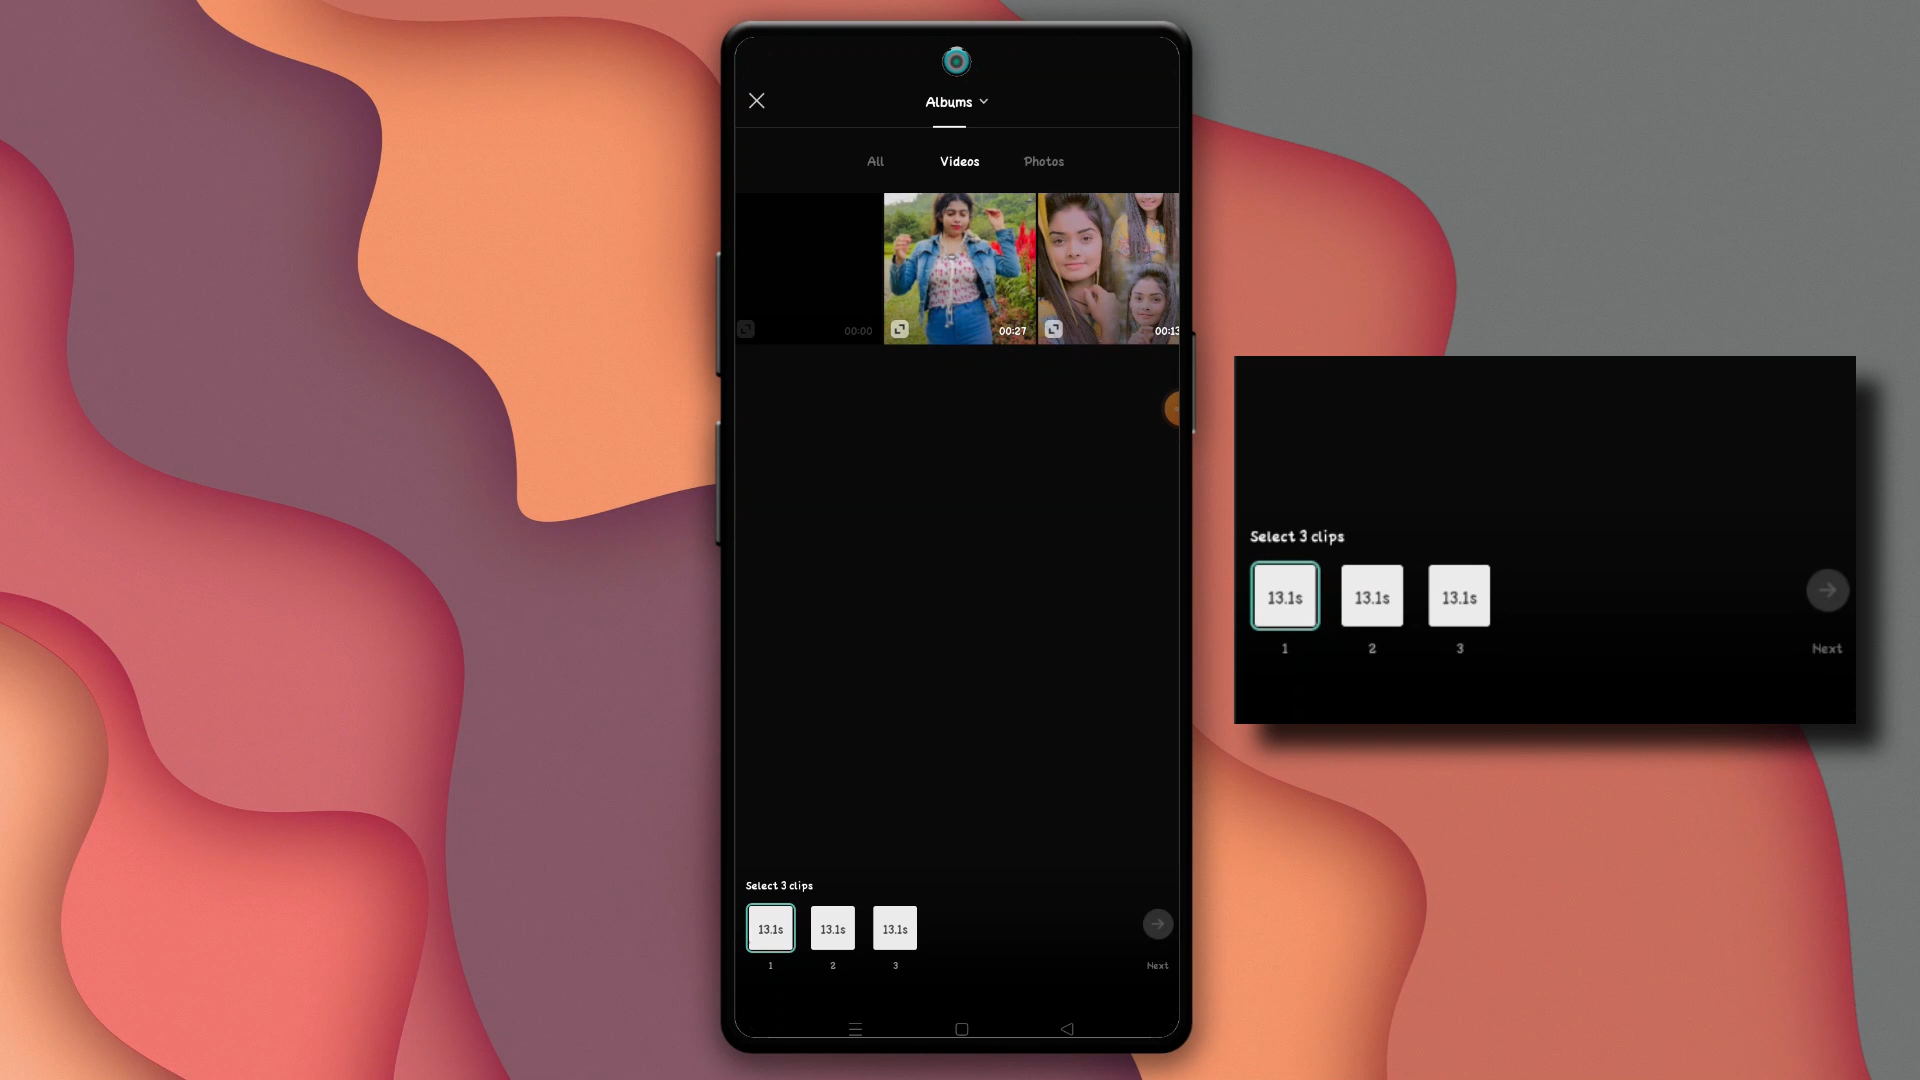 Albums
All Videos Photos
00:00 00:27 00:13
Select 3 clips
13.1s 13.1s 13.1s
1 2 3 Next
Select 3 clips
13.1s 13.1s 13.1s
1 2 3 Next